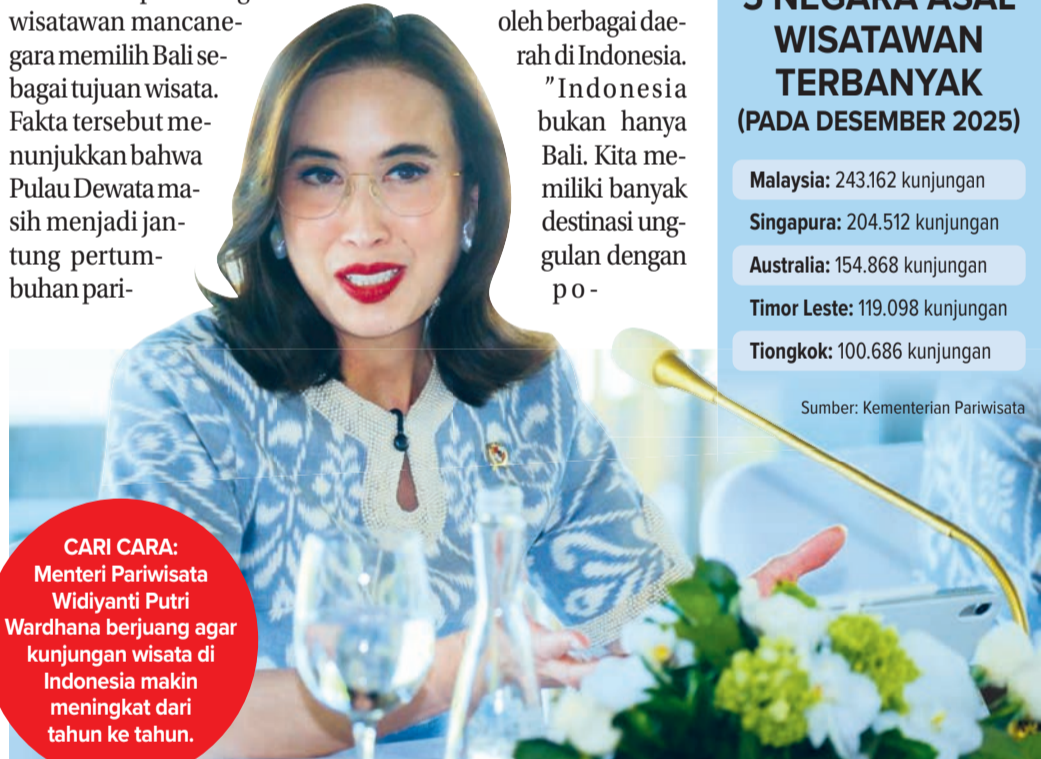 wisatawan mancane-
gara memilih Bali se-
bagai tujuan wisata.
Fakta tersebut me-
nunjukkan bahwa
Pulau Dewata ma-
sih menjadi jan-
tung pertum-
buhan pari-
oleh berbagai dae-
rah di Indonesia.
"Indonesia
bukan hanya
Bali. Kita me-
miliki banyak
destinasi ung-
gulan dengan
po-
5 NEGARA ASAL
WISATAWAN
TERBANYAK
(PADA DESEMBER 2025)
Malaysia: 243.162 kunjungan
Singapura: 204.512 kunjungan
Australia: 154.868 kunjungan
Timor Leste: 119.098 kunjungan
Tiongkok: 100.686 kunjungan
Sumber: Kementerian Pariwisata
CARI CARA:
Menteri Pariwisata
Widiyanti Putri
Wardhana berjuang agar
kunjungan wisata di
Indonesia makin
meningkat dari
tahun ke tahun.